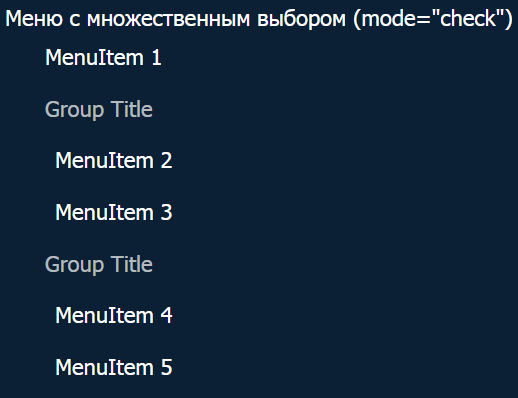 Меню с множественным выбором (mode="check")
MenuItem 1
Group Title
MenuItem 2
MenuItem 3
Group Title
MenuItem 4
MenuItem 5